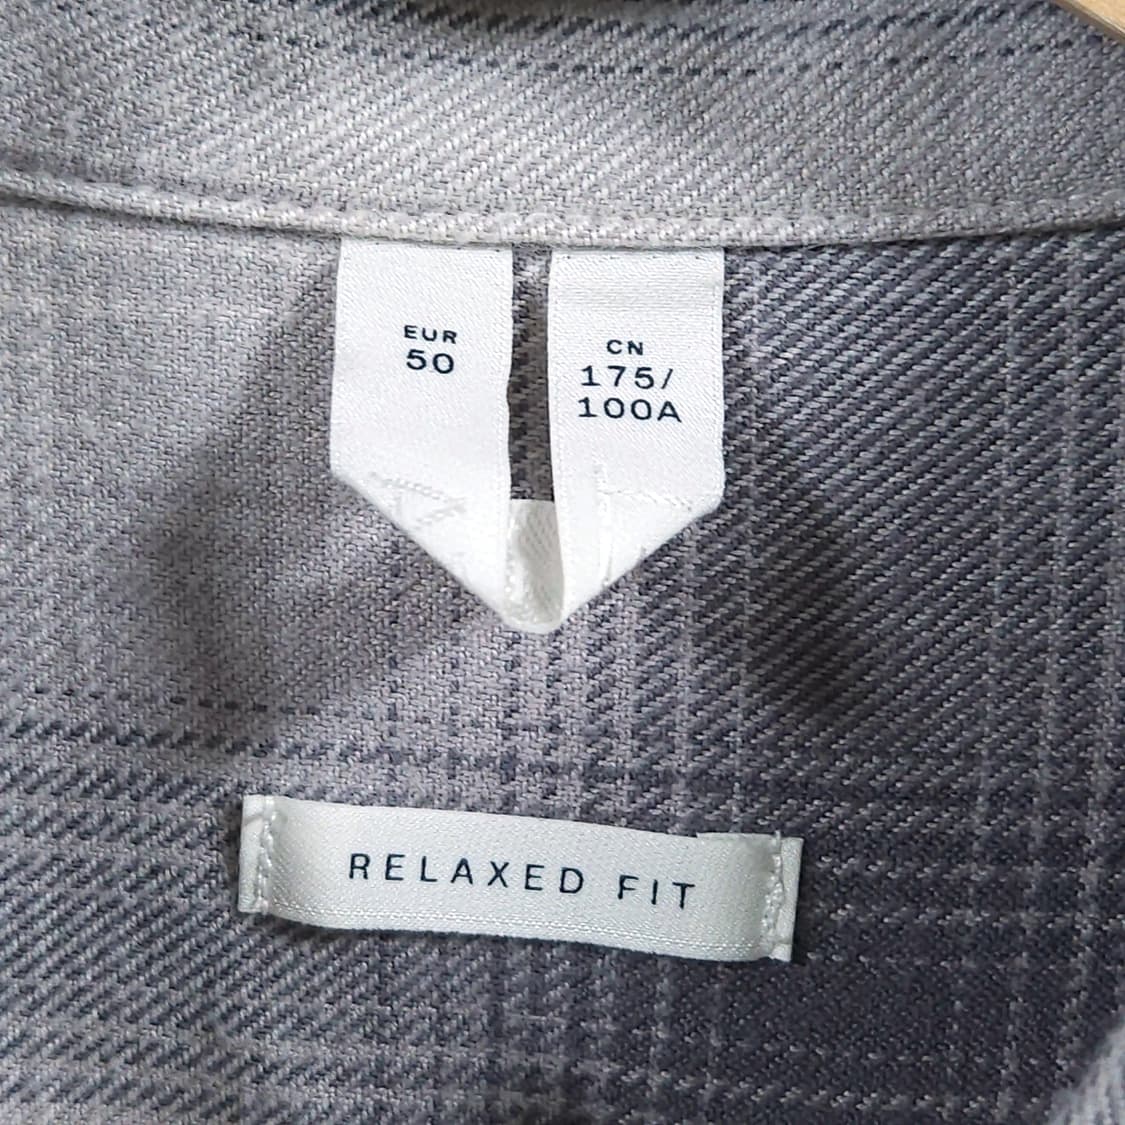 EUR
50
CN
175/
100A
RELAXED FIT